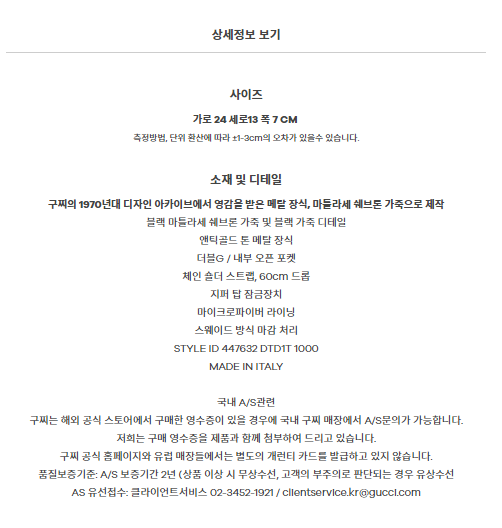 상세정보 보기
사이즈
가로 24 세로13 폭 7 CM
측정방법, 단위 환산에 따라 ±1-3cm의 오차가 있을수 있습니다.
소재 및 디테일
구찌의 1970년대 디자인 아카이브에서 영감을 받은 메탈 장식, 마틀라세 쉐브론 가죽으로 제작
블랙 마틀라세 쉐브론 가죽 및 블랙 가죽 디테일
앤틱골드 톤 메탈 장식
더블G / 내부 오픈 포켓
체인 숄더 스트랩, 60cm 드롭
지퍼 탑 잠금장치
마이크로파이버 라이닝
스웨이드 방식 마감 처리
STYLE ID 447632 DTD1T 1000
MADE IN ITALY
국내 A/S관련
구찌는 해외 공식 스토어에서 구매한 영수증이 있을 경우에 국내 구찌 매장에서 A/S문의가 가능합니다.
저희는 구매 영수증을 제품과 함께 첨부하여 드리고 있습니다.
구찌 공식 홈페이지와 유럽 매장들에서는 별도의 개런티 카드를 발급하고 있지 않습니다.
품질보증기준: A/S 보증기간 2년 (상품 이상 시 무상수선, 고객의 부주의로 판단되는 경우 유상수선
AS 유선접수: 클라이언트서비스 02-3452-1921 / clientservice.kr@gucci.com